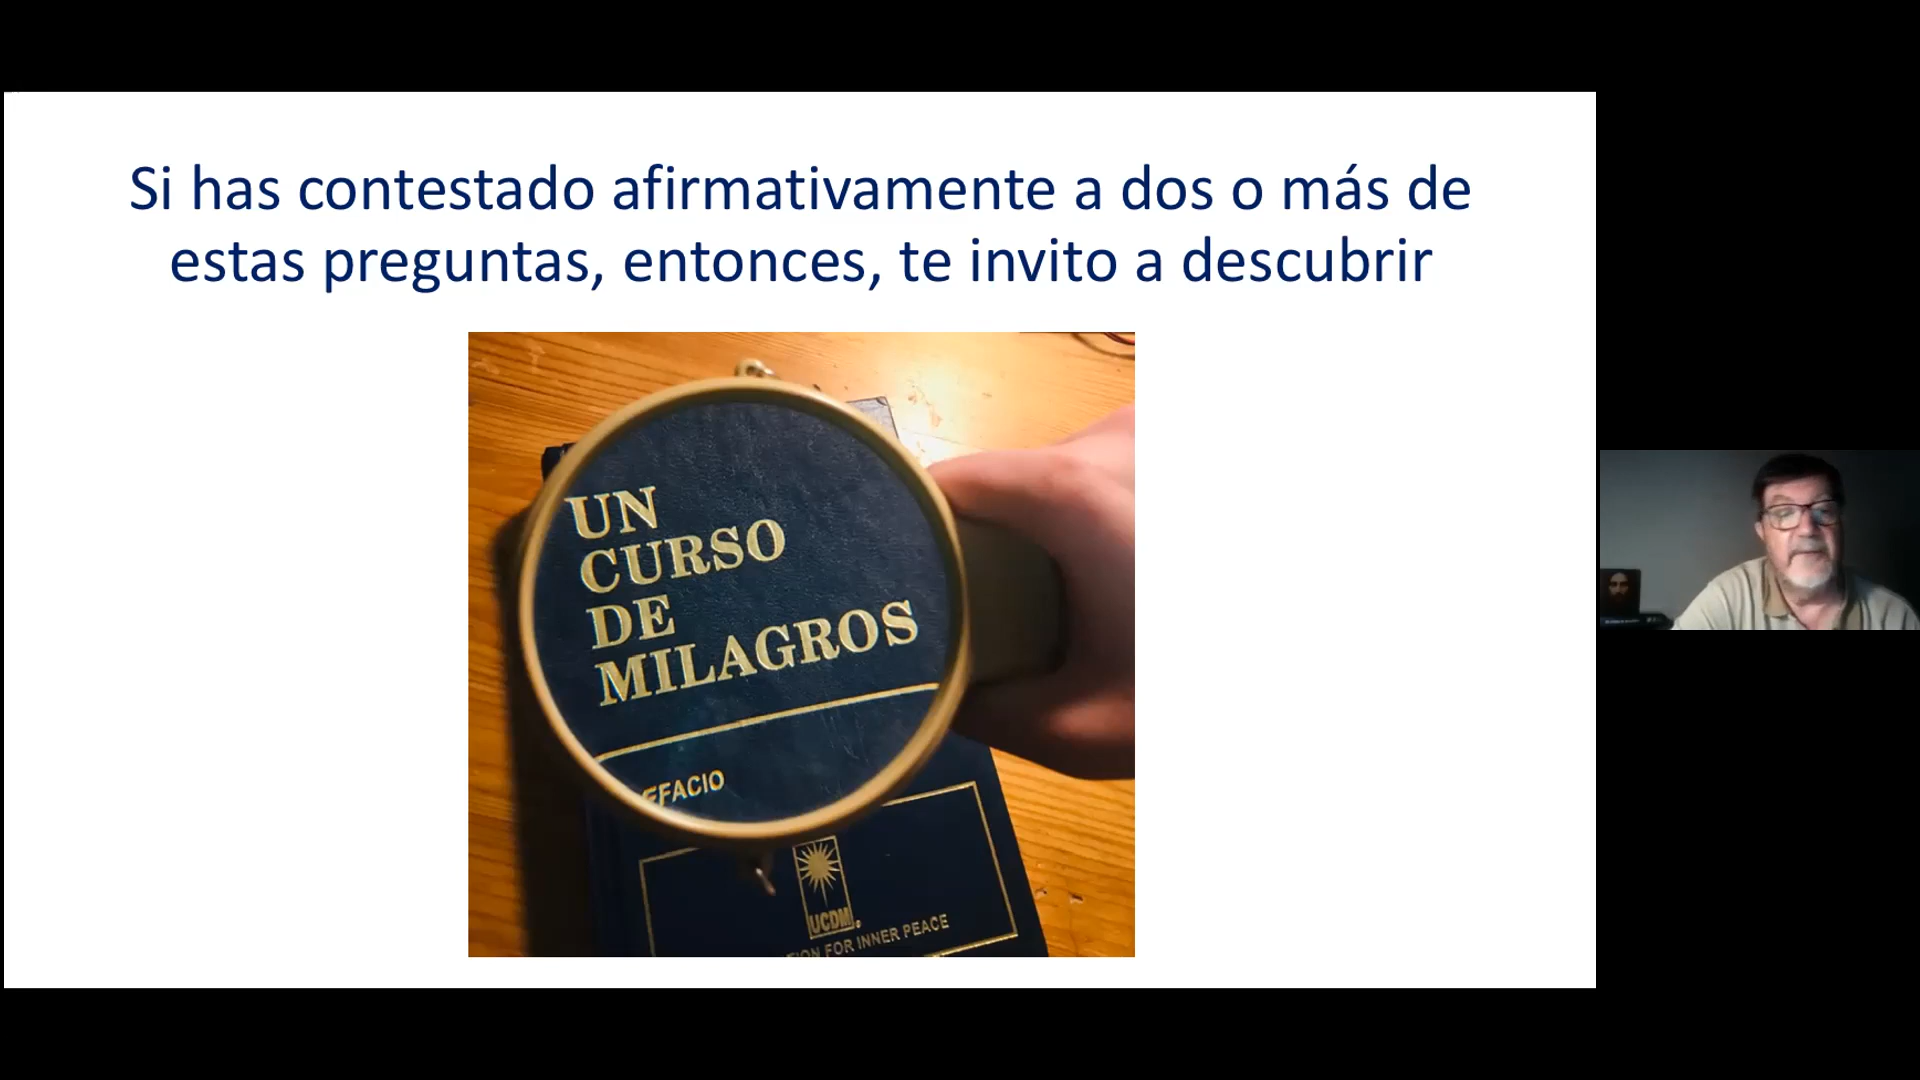 Si has contestado afirmativamente a dos o más de
estas preguntas, entonces, te invito a descubrir
UN
CURSO
DE
MILAGROS
EFACIO
UCDM
FOR INNER PEACE